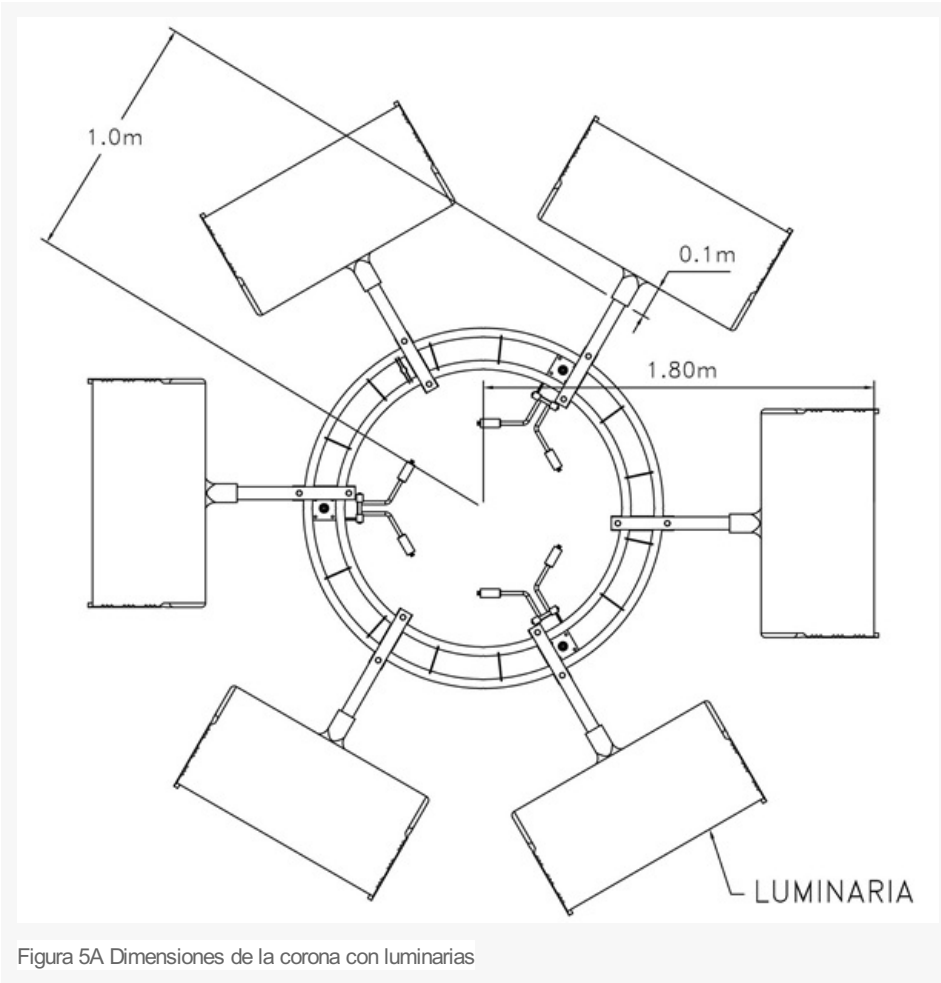 1.0m
0.1m
1.80m
LUMINARIA
Figura 5A Dimensiones de la corona con luminarias